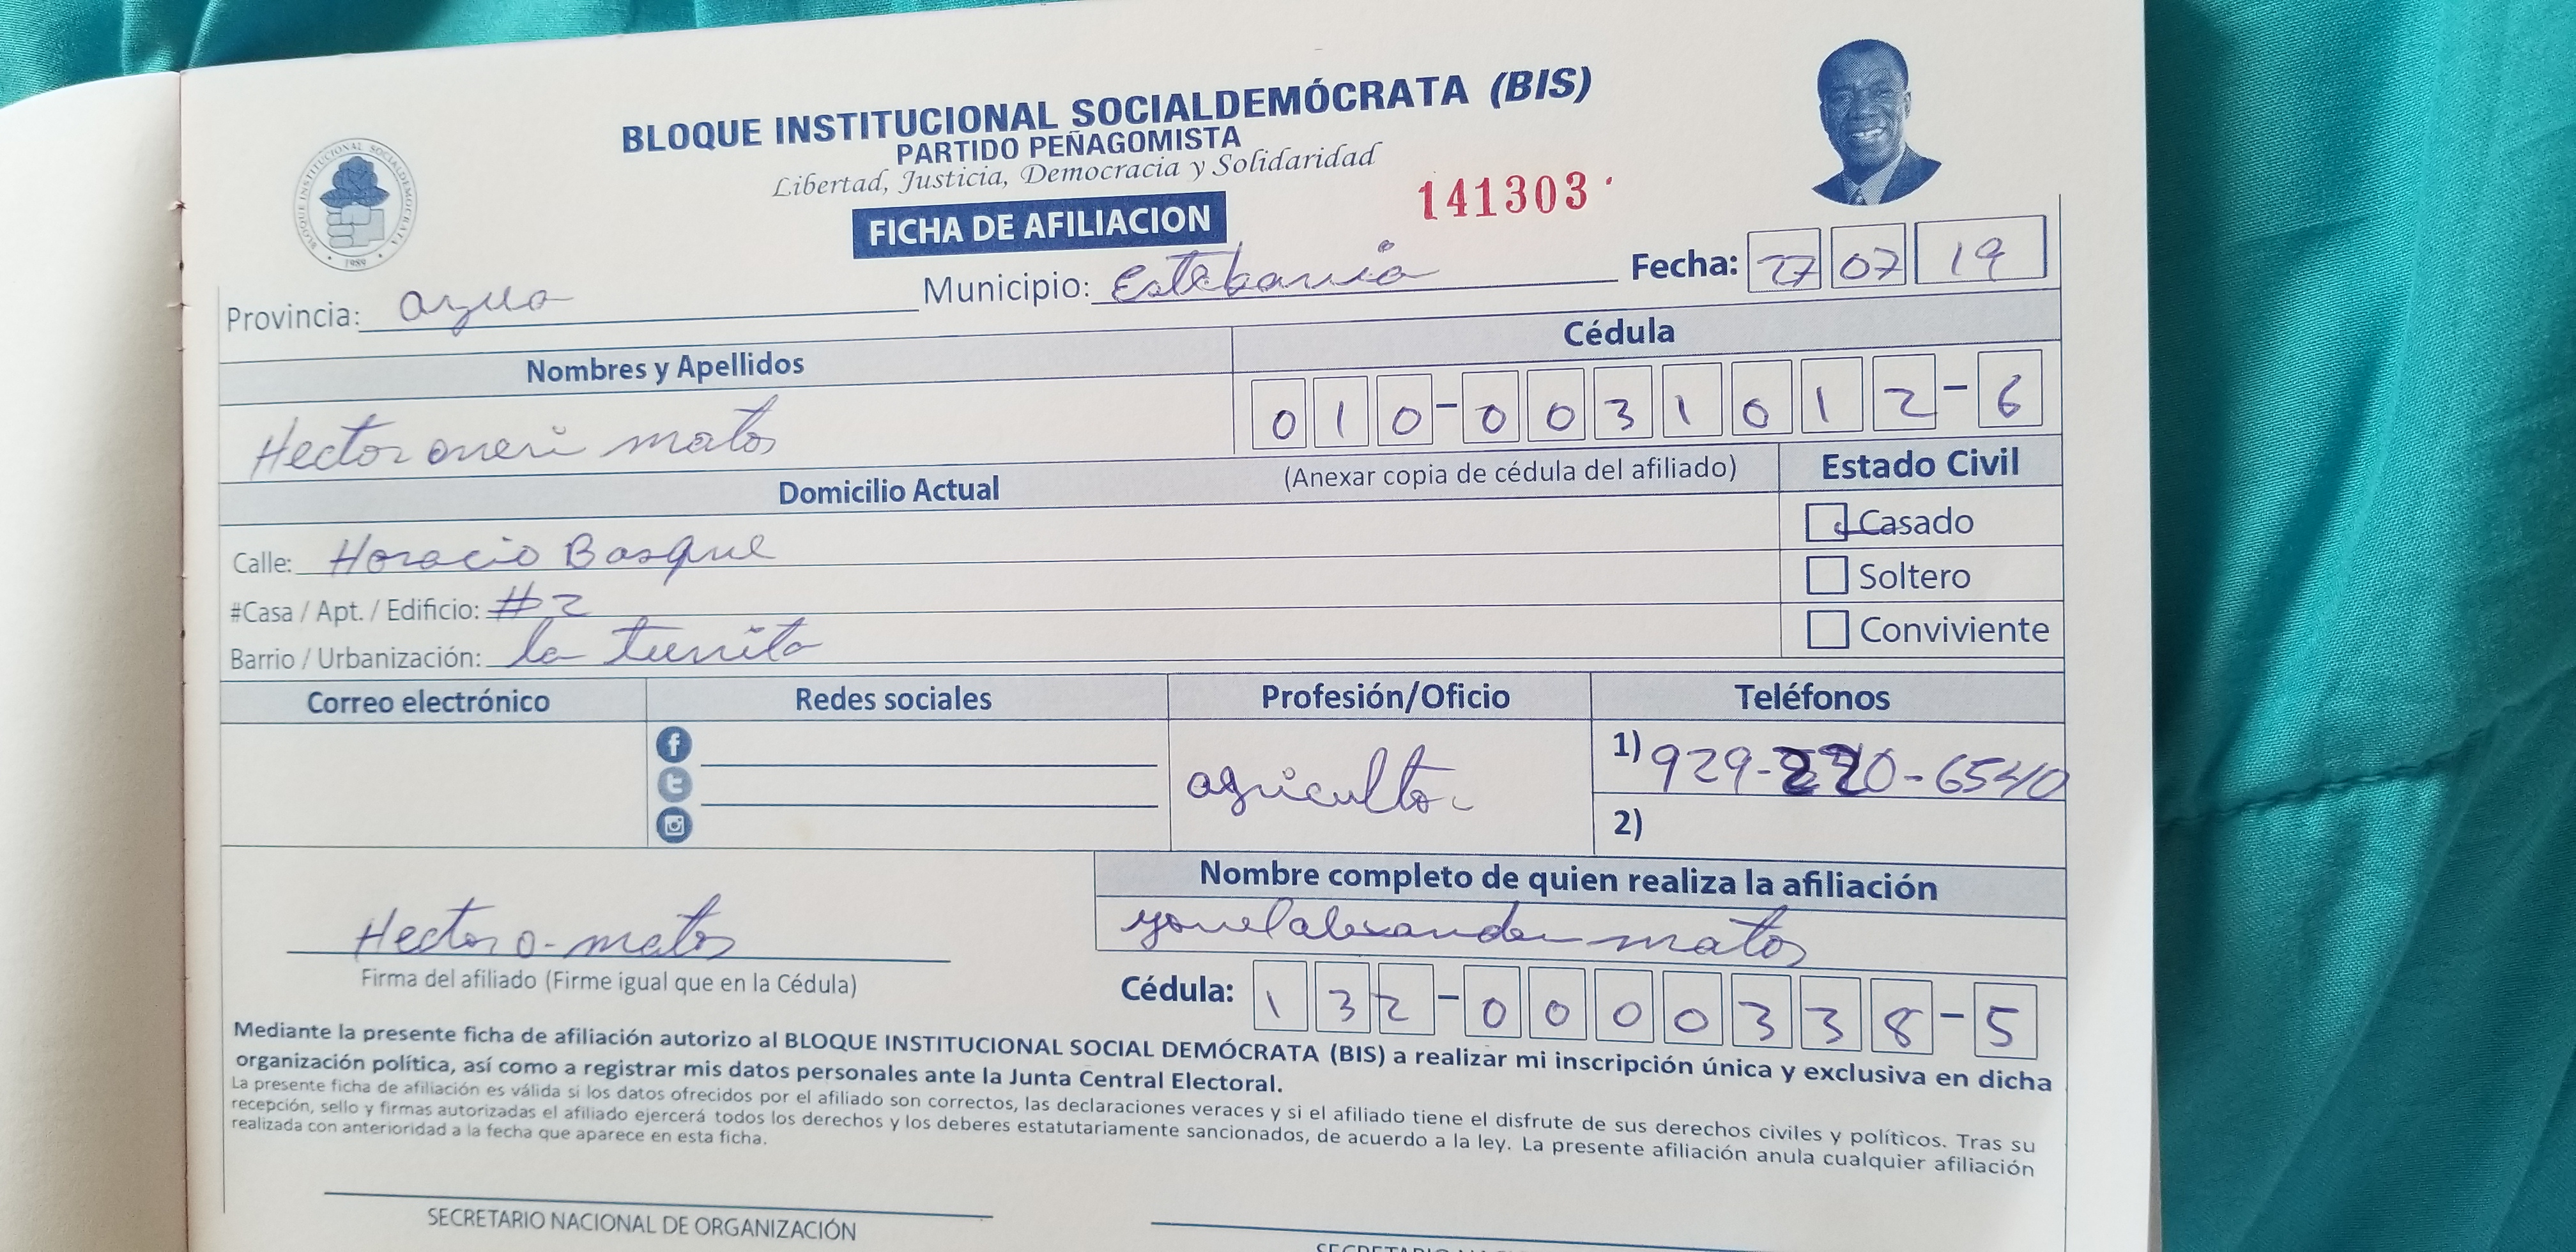 BLOQUE INSTITUCIONAL SOCIALDEMÓCRATA (BIS)
PARTIDO PEÑAGOMISTA
Libertad, Justicia, Democracia y Solidaridad
BLOQUE INSTITUCIONAL SOCIALDEMOCRATA
1989
FICHA DE AFILIACION
141303
Provincia: azua Municipio: Estebania Fecha: 27 07 19
Nombres y Apellidos Cédula
Hector oneri matos 010-0031012-6
Domicilio Actual (Anexar copia de cédula del afiliado) Estado Civil
Calle: Horacio Basque Casado
#Casa / Apt. / Edificio: #2 Soltero
Barrio / Urbanización: la Conviviente
Correo electrónico Redes sociales Profesión/Oficio Teléfonos
agricultor 1) 929- -6540
2)
Nombre completo de quien realiza la afiliación
Hector o-matos alexander matos
Firma del afiliado (Firme igual que en la Cédula) Cédula: 132-0000338-5
Mediante la presente ficha de afiliación autorizo al BLOQUE INSTITUCIONAL SOCIAL DEMÓCRATA (BIS) a realizar mi inscripción única y exclusiva en dicha
organización política, así como a registrar mis datos personales ante la Junta Central Electoral.
La presente ficha de afiliación es válida si los datos ofrecidos por el afiliado son correctos, las declaraciones veraces y si el afiliado tiene el disfrute de sus derechos civiles y políticos. Tras su
recepción, sello y firmas autorizadas el afiliado ejercerá todos los derechos y los deberes estatutariamente sancionados, de acuerdo a la ley. La presente afiliación anula cualquier afiliación
realizada con anterioridad a la fecha que aparece en esta ficha.
SECRETARIO NACIONAL DE ORGANIZACIÓN